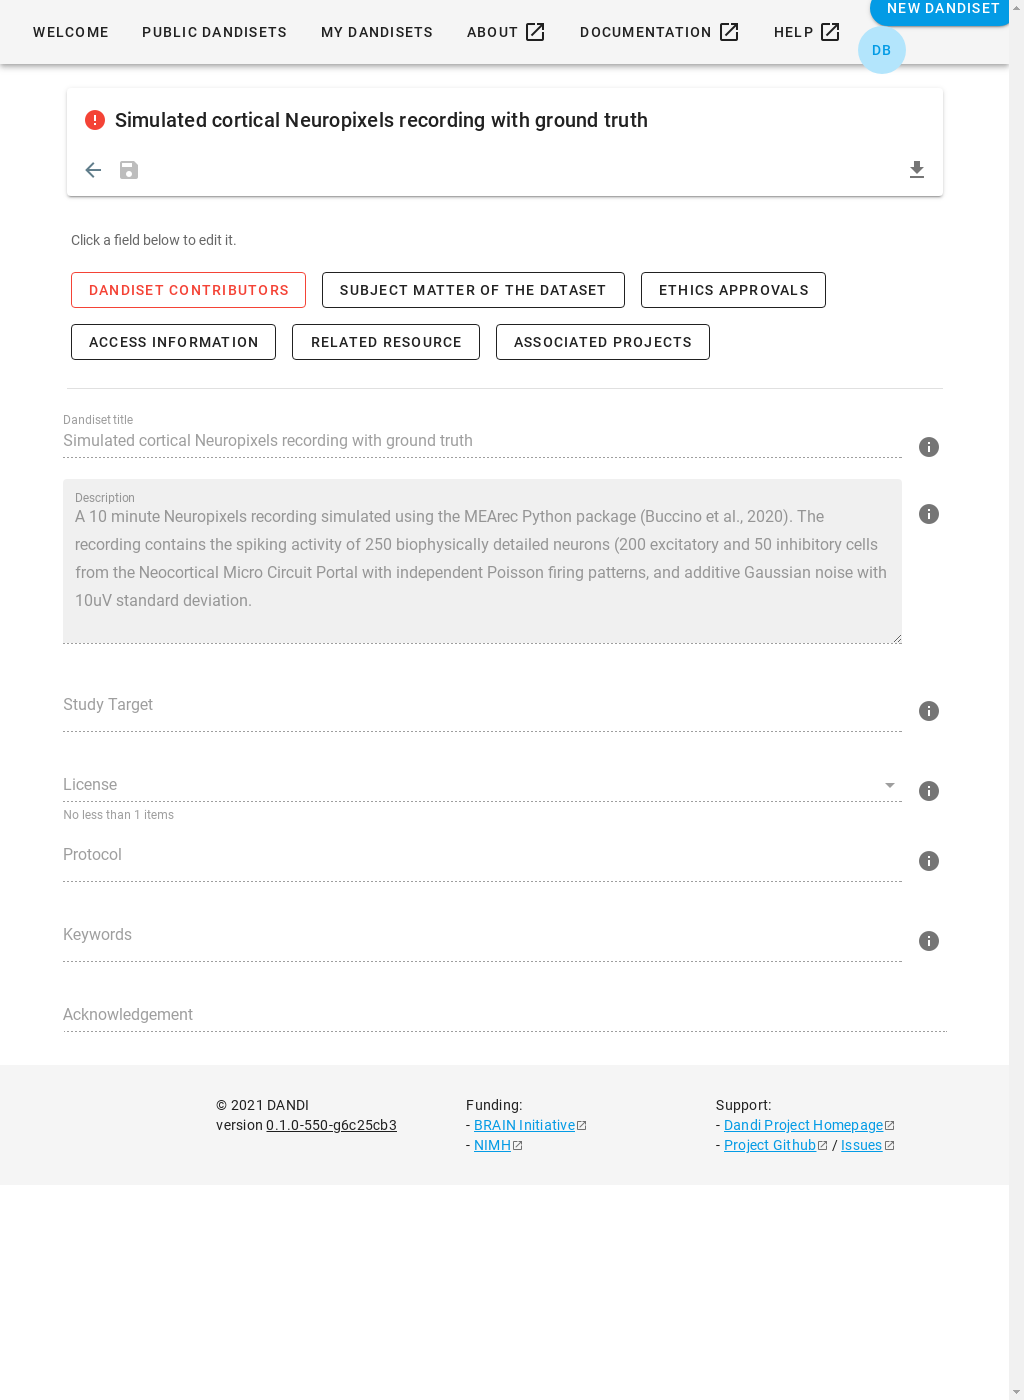 WELCOME PUBLIC DANDISETS MY DANDISETS ABOUT DOCUMENTATION HELP NEW DANDISET
DB
Simulated cortical Neuropixels recording with ground truth
Click a field below to edit it.
DANDISET CONTRIBUTORS SUBJECT MATTER OF THE DATASET ETHICS APPROVALS
ACCESS INFORMATION RELATED RESOURCE ASSOCIATED PROJECTS
Dandiset title
Simulated cortical Neuropixels recording with ground truth
Description
A 10 minute Neuropixels recording simulated using the MEArec Python package (Buccino et al., 2020). The
recording contains the spiking activity of 250 biophysically detailed neurons (200 excitatory and 50 inhibitory cells
from the Neocortical Micro Circuit Portal with independent Poisson firing patterns, and additive Gaussian noise with
10uV standard deviation.
Study Target
License
No less than 1 items
Protocol
Keywords
Acknowledgement
© 2021 DANDI Funding: Support:
version 0.1.0-550-g6c25cb3 - BRAIN Initiative - Dandi Project Homepage
- NIMH - Project Github / Issues